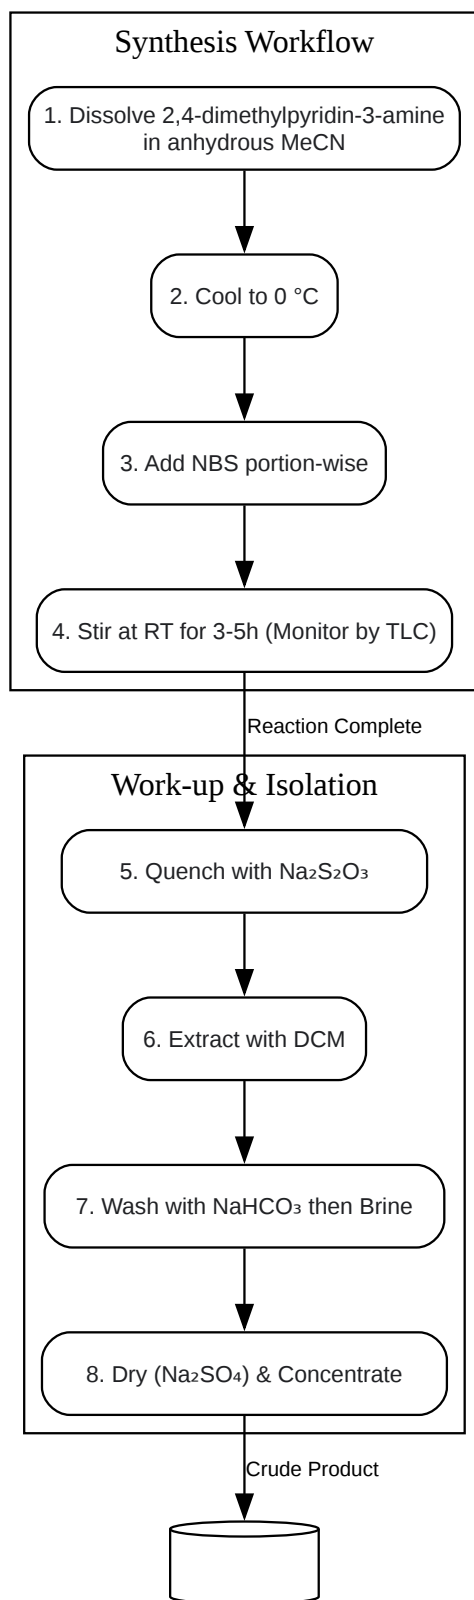 Synthesis Workflow
1. Dissolve 2,4-dimethylpyridin-3-amine
in anhydrous MeCN
2. Cool to 0 °C
3. Add NBS portion-wise
4. Stir at RT for 3-5h (Monitor by TLC)
Reaction Complete
Work-up & Isolation
5. Quench with Na₂S₂O₃
6. Extract with DCM
7. Wash with NaHCO₃ then Brine
8. Dry (Na₂SO₄) & Concentrate
Crude Product